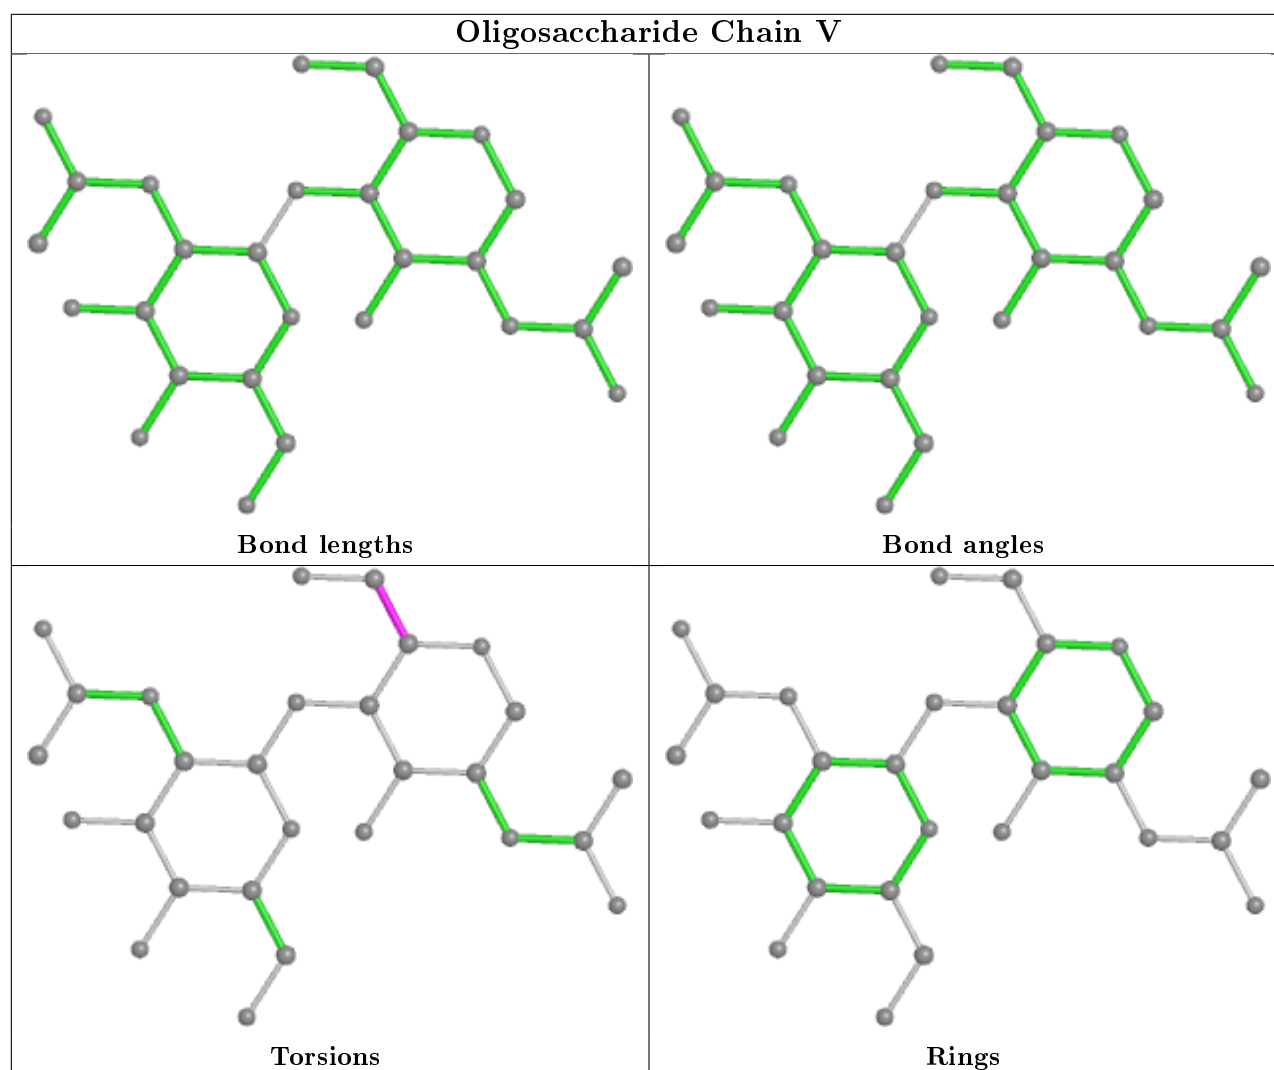 Oligosaccharide Chain V
Bond lengths
Bond angles
Torsions
Rings